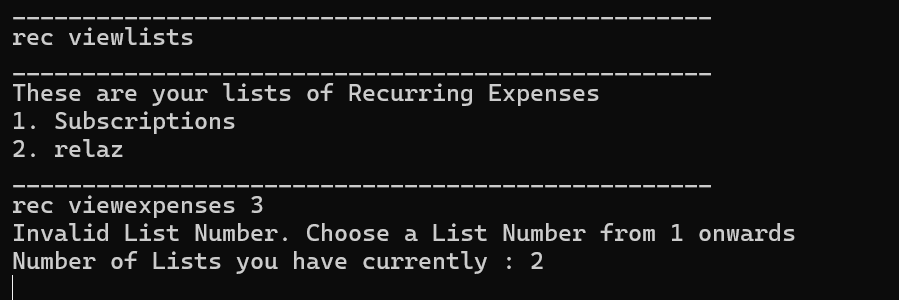 __________________________________________________
rec viewlists
__________________________________________________
These are your lists of Recurring Expenses
1. Subscriptions
2. relaz
__________________________________________________
rec viewexpenses 3
Invalid List Number. Choose a List Number from 1 onwards
Number of Lists you have currently : 2